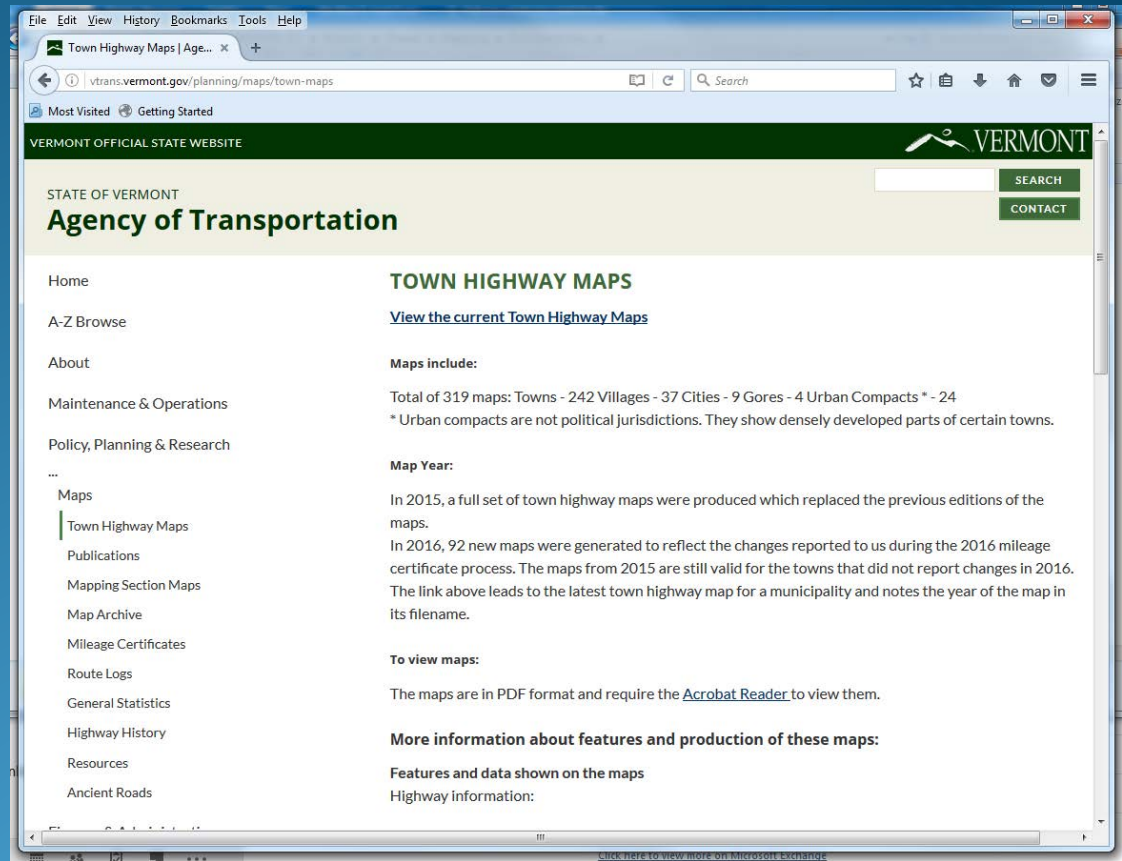 File Edit View History Bookmarks Tools Help
Town Highway Maps | Age...
vtrans.vermont.gov/planning/maps/town-maps
Search
Most Visited
Getting Started
VERMONT OFFICIAL STATE WEBSITE
VERMONT
STATE OF VERMONT
Agency of Transportation
SEARCH
CONTACT
Home
A-Z Browse
About
Maintenance & Operations
Policy, Planning & Research
...
Maps
Town Highway Maps
Publications
Mapping Section Maps
Map Archive
Mileage Certificates
Route Logs
General Statistics
Highway History
Resources
Ancient Roads
TOWN HIGHWAY MAPS
View the current Town Highway Maps
Maps include:
Total of 319 maps: Towns - 242 Villages - 37 Cities - 9 Gores - 4 Urban Compacts * - 24
* Urban compacts are not political jurisdictions. They show densely developed parts of certain towns.
Map Year:
In 2015, a full set of town highway maps were produced which replaced the previous editions of the
maps.
In 2016, 92 new maps were generated to reflect the changes reported to us during the 2016 mileage
certificate process. The maps from 2015 are still valid for the towns that did not report changes in 2016.
The link above leads to the latest town highway map for a municipality and notes the year of the map in
its filename.
To view maps:
The maps are in PDF format and require the Acrobat Reader to view them.
More information about features and production of these maps:
Features and data shown on the maps
Highway information:
Click here to view more on Microsoft Exchange